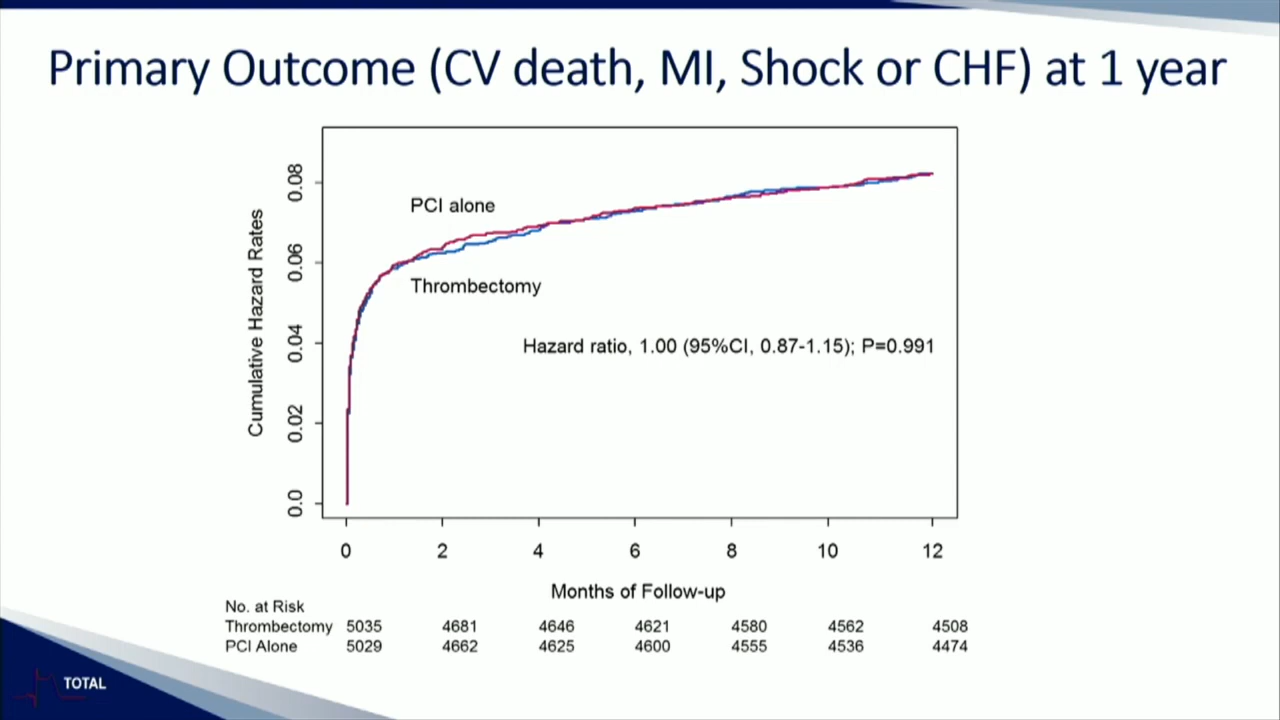 Primary Outcome (CV death, MI, Shock or CHF) at 1 year
Cumulative Hazard Rates
0.08
0.06
0.04
0.02
0.0
PCI alone
Thrombectomy
Hazard ratio, 1.00 (95%CI, 0.87-1.15); P=0.991
0 2 4 6 8 10 12
Months of Follow-up
No. at Risk
Thrombectomy 5035 4681 4646 4621 4580 4562 4508
PCI Alone 5029 4662 4625 4600 4555 4536 4474
TOTAL